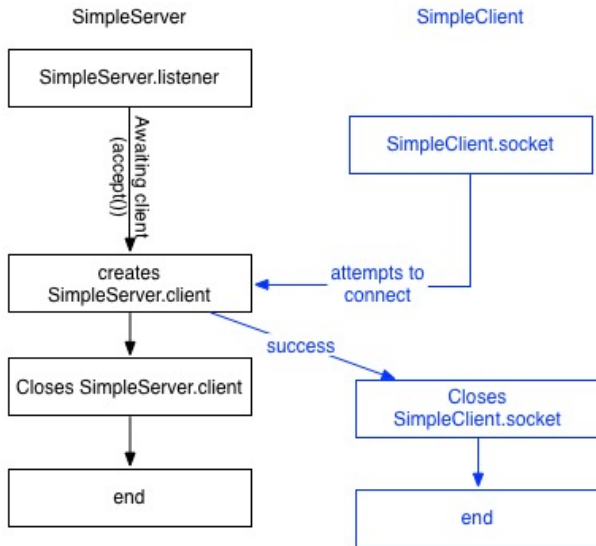 SimpleServer
SimpleClient
SimpleServer.listener
Awaiting client
(accept())
SimpleClient.socket
creates
SimpleServer.client
attempts to
connect
success
Closes SimpleServer.client
Closes
SimpleClient.socket
end
end